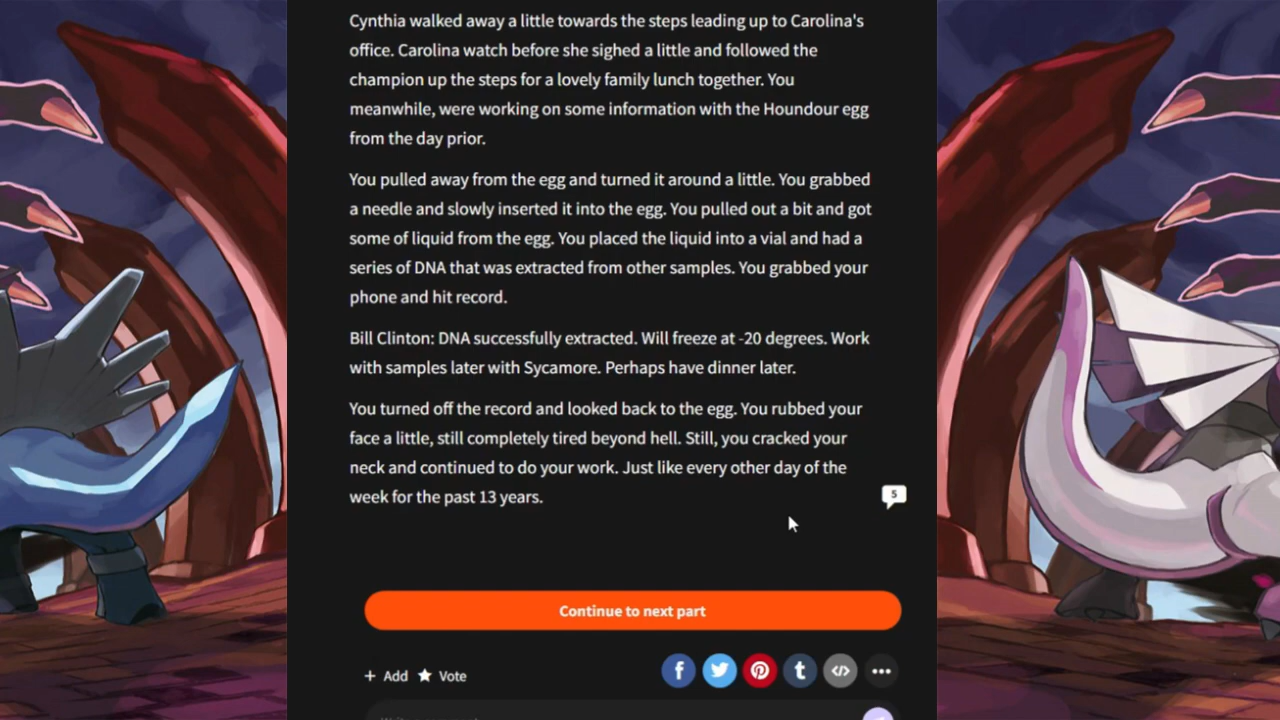 Cynthia walked away a little towards the steps leading up to Carolina's
office. Carolina watch before she sighed a little and followed the
champion up the steps for a lovely family lunch together. You
meanwhile, were working on some information with the Houndour egg
from the day prior.
You pulled away from the egg and turned it around a little. You grabbed
a needle and slowly inserted it into the egg. You pulled out a bit and got
some of liquid from the egg. You placed the liquid into a vial and had a
series of DNA that was extracted from other samples. You grabbed your
phone and hit record.
Bill Clinton: DNA successfully extracted. Will freeze at -20 degrees. Work
with samples later with Sycamore. Perhaps have dinner later.
You turned off the record and looked back to the egg. You rubbed your
face a little, still completely tired beyond hell. Still, you cracked your
neck and continued to do your work. Just like every other day of the
week for the past 13 years.
5
Continue to next part
+ Add ★ Vote